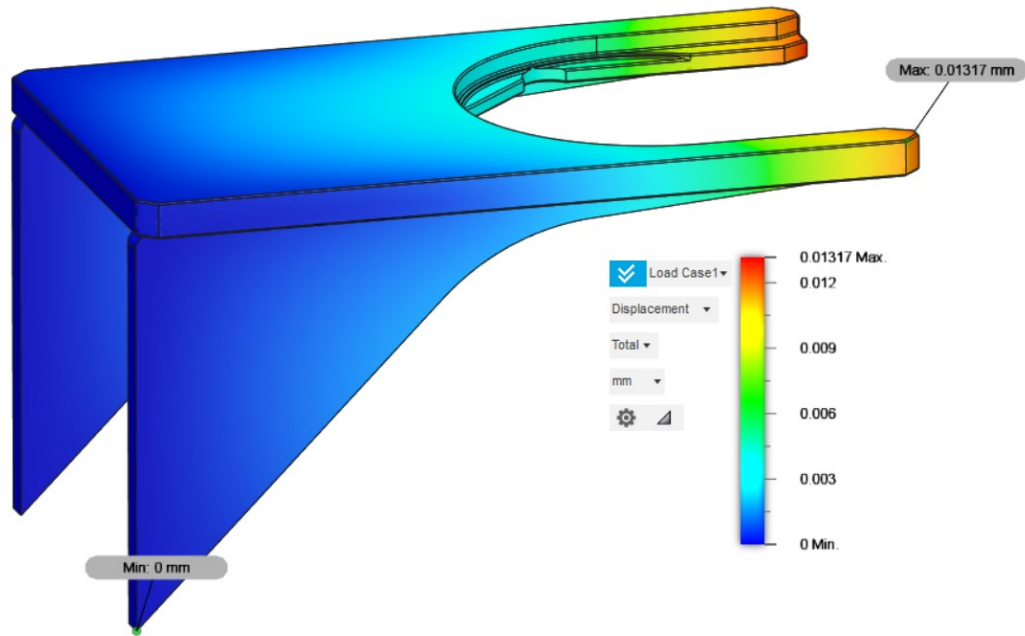 Max: 0.01317 mm
Load Case1
Displacement
Total
mm
0.01317 Max.
0.012
0.009
0.006
0.003
0 Min.
Min: 0 mm